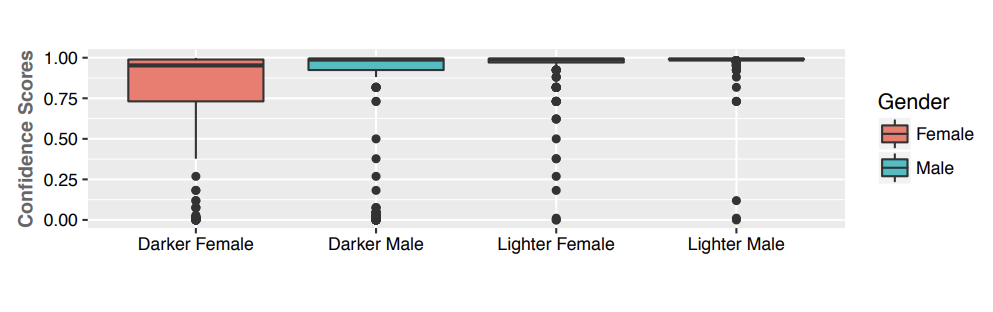 Confidence Scores
1.00
0.75
0.50
0.25
0.00
Darker Female
Darker Male
Lighter Female
Lighter Male
Gender
Female
Male